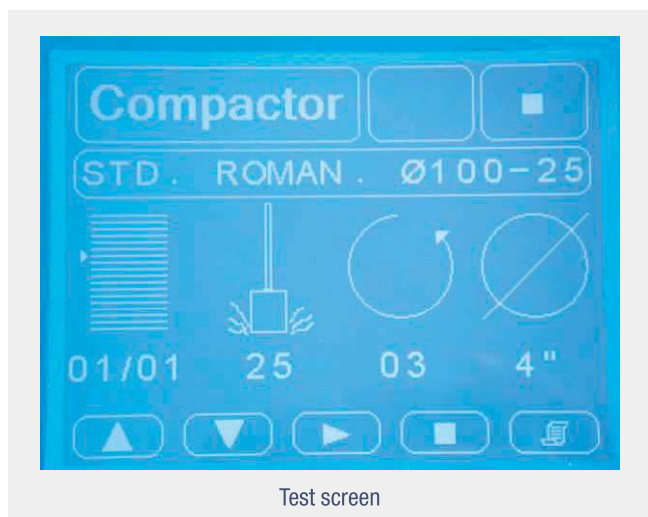 Compactor
STD. ROMAN. Ø100-25
01/01 25 03 4"
Test screen